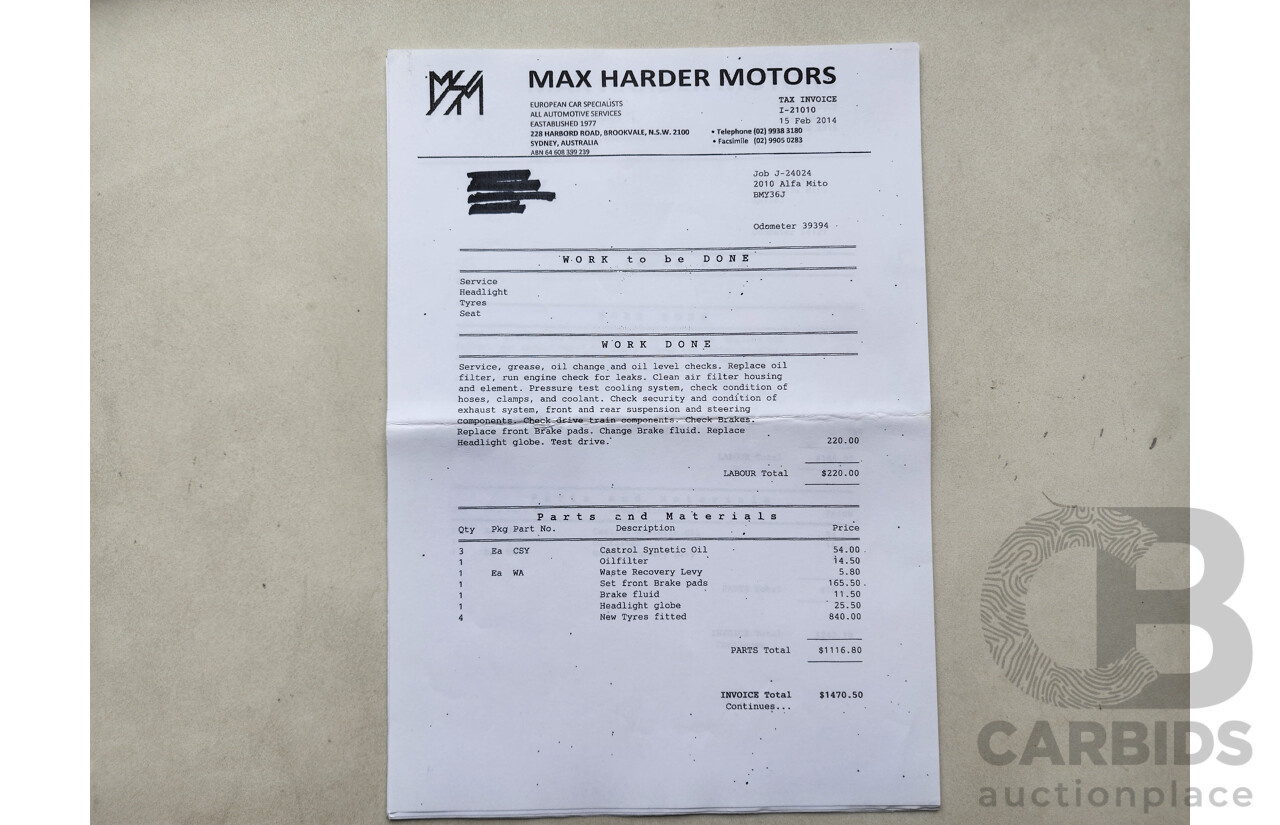 MAX HARDER MOTORS
EUROPEAN CAR SPECIALISTS
ALL AUTOMOTIVE SERVICES
EASTABLISHED 1977
228 HARBORD ROAD, BROOKVALE, N.S.W. 2100
SYDNEY, AUSTRALIA
ABN 64 608 399 239
TAX INVOICE
I-21010
15 Feb 2014
• Telephone (02) 9938 3180
• Facsimile (02) 9905 0283
Job J-24024
2010 Alfa Mito
BMY36J
Odometer 39394
WORK to be DONE
Service
Headlight
Tyres
Seat
WORK DONE
Service, grease, oil change and oil level checks. Replace oil
filter, run engine check for leaks. Clean air filter housing
and element. Pressure test cooling system, check condition of
hoses, clamps, and coolant. Check security and condition of
exhaust system, front and rear suspension and steering
components. Check drive train components. Check Brakes.
Replace front Brake pads. Change Brake fluid. Replace
Headlight globe. Test drive. 220.00
LABOUR Total $220.00
Parts and Materials
Qty Pkg Part No. Description Price
3 Ea CSY Castrol Syntetic Oil 54.00
1 Oilfilter 14.50
1 Ea WA Waste Recovery Levy 5.80
1 Set front Brake pads 165.50
1 Brake fluid 11.50
1 Headlight globe 25.50
4 New Tyres fitted 840.00
PARTS Total $1116.80
INVOICE Total $1470.50
Continues...
CARBIDS
auctionplace